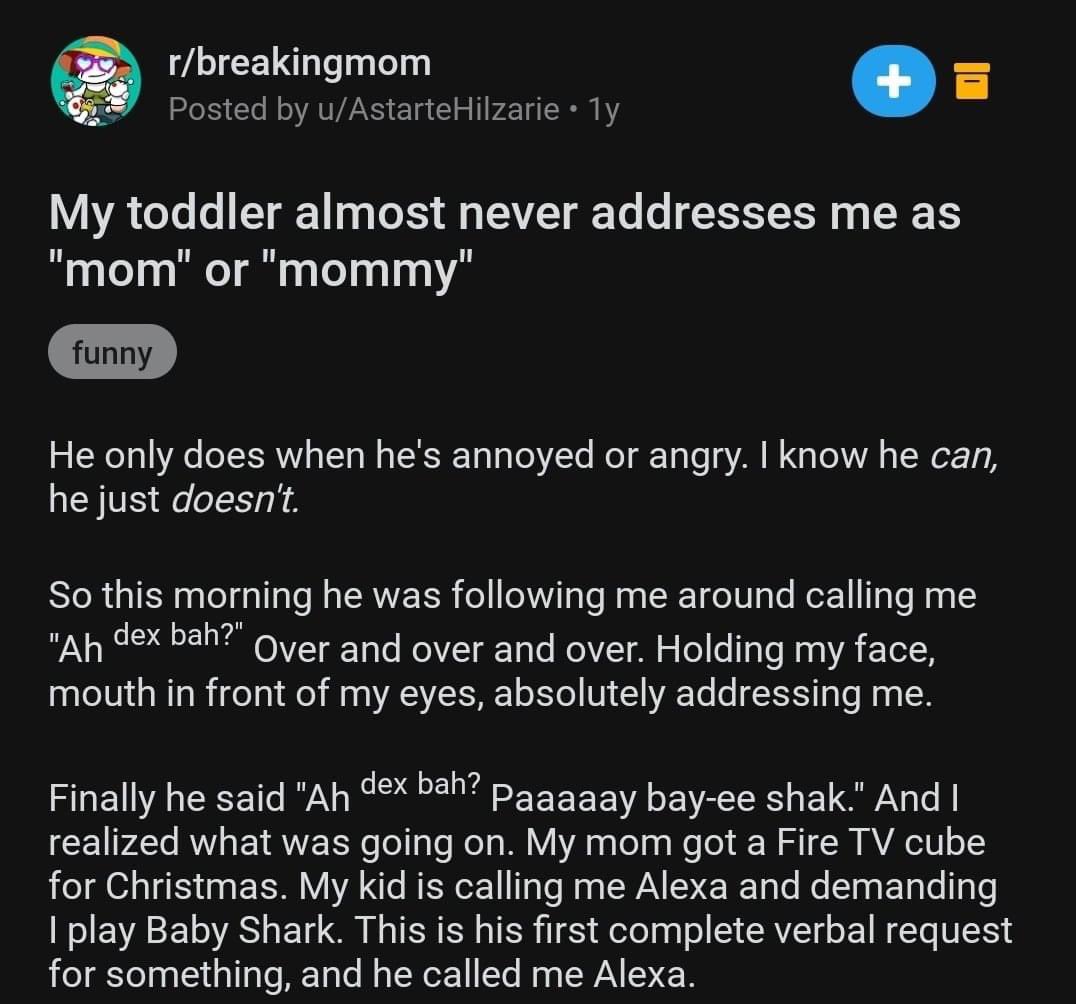 r/breakingmom
Posted by u/AstarteHilzarie • 1y
My toddler almost never addresses me as
"mom" or "mommy"
funny
He only does when he's annoyed or angry. I know he can,
he just doesn't.
So this morning he was following me around calling me
"Ah dex bah?" Over and over and over. Holding my face,
mouth in front of my eyes, absolutely addressing me.
Finally he said "Ah dex bah? Paaaaay bay-ee shak." And I
realized what was going on. My mom got a Fire TV cube
for Christmas. My kid is calling me Alexa and demanding
I play Baby Shark. This is his first complete verbal request
for something, and he called me Alexa.